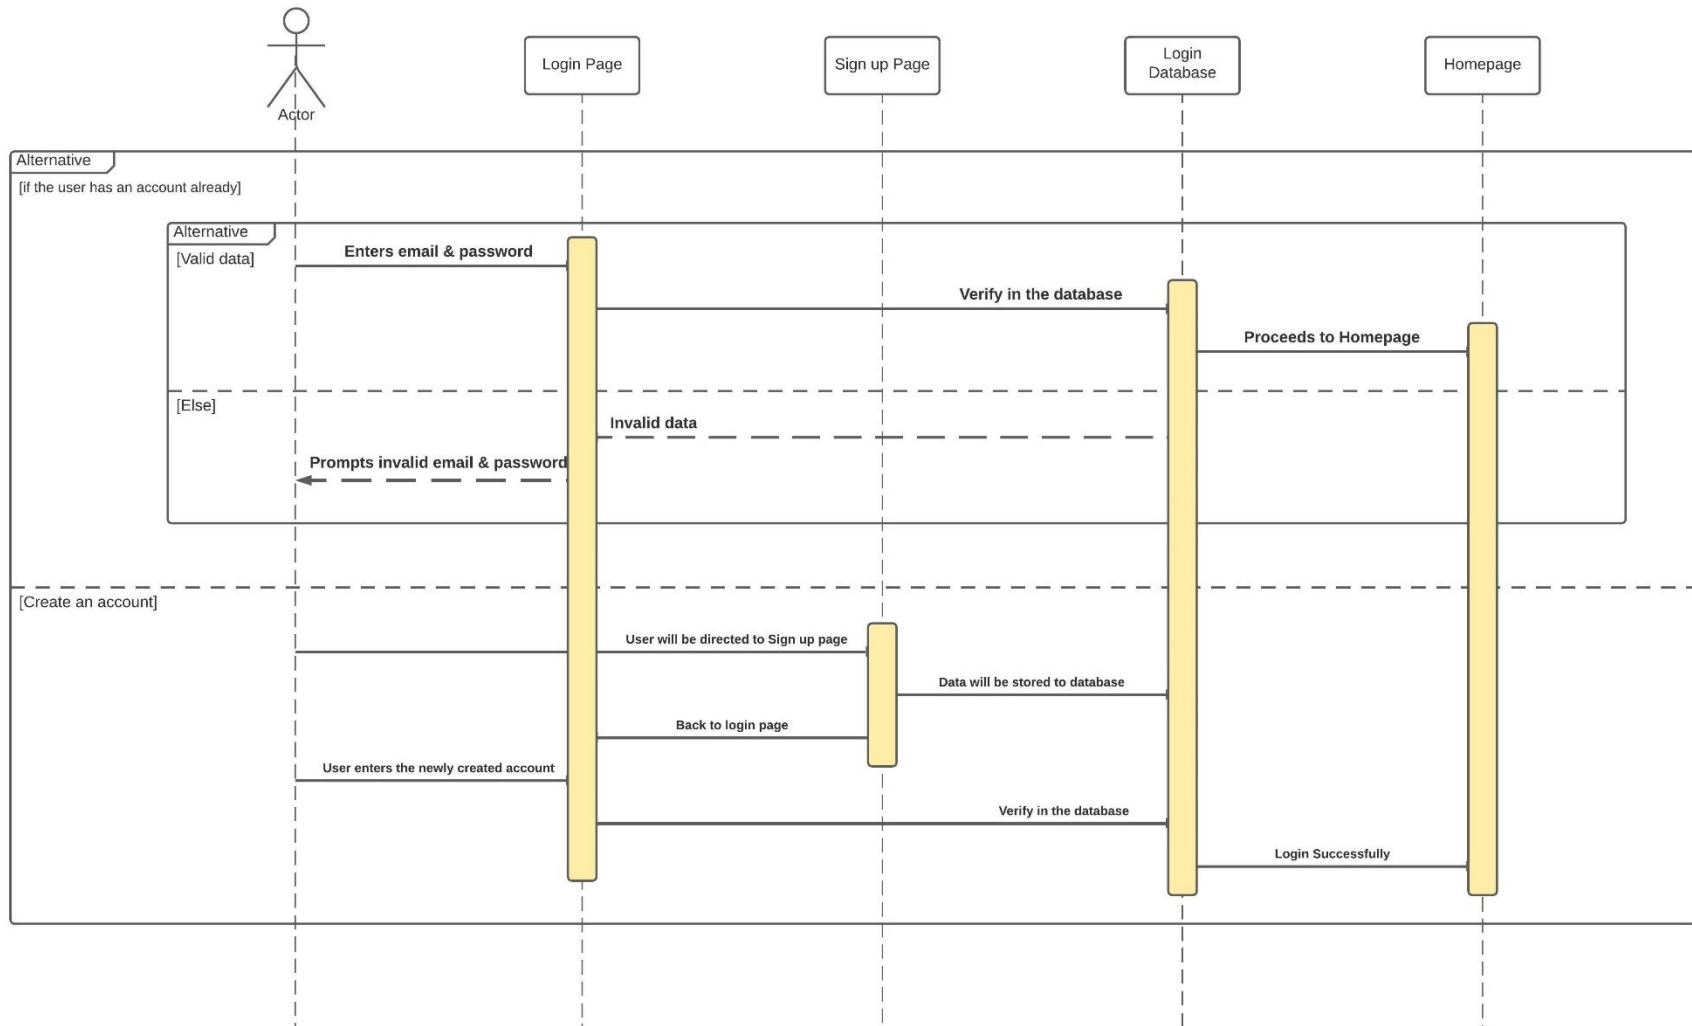 Actor
Login Page
Sign up Page
Login
Database
Homepage
Alternative
[if the user has an account already]
Alternative
[Valid data]
Enters email & password
Verify in the database
Proceeds to Homepage
[Else]
Invalid data
Prompts invalid email & password
[Create an account]
User will be directed to Sign up page
Data will be stored to database
Back to login page
User enters the newly created account
Verify in the database
Login Successfully